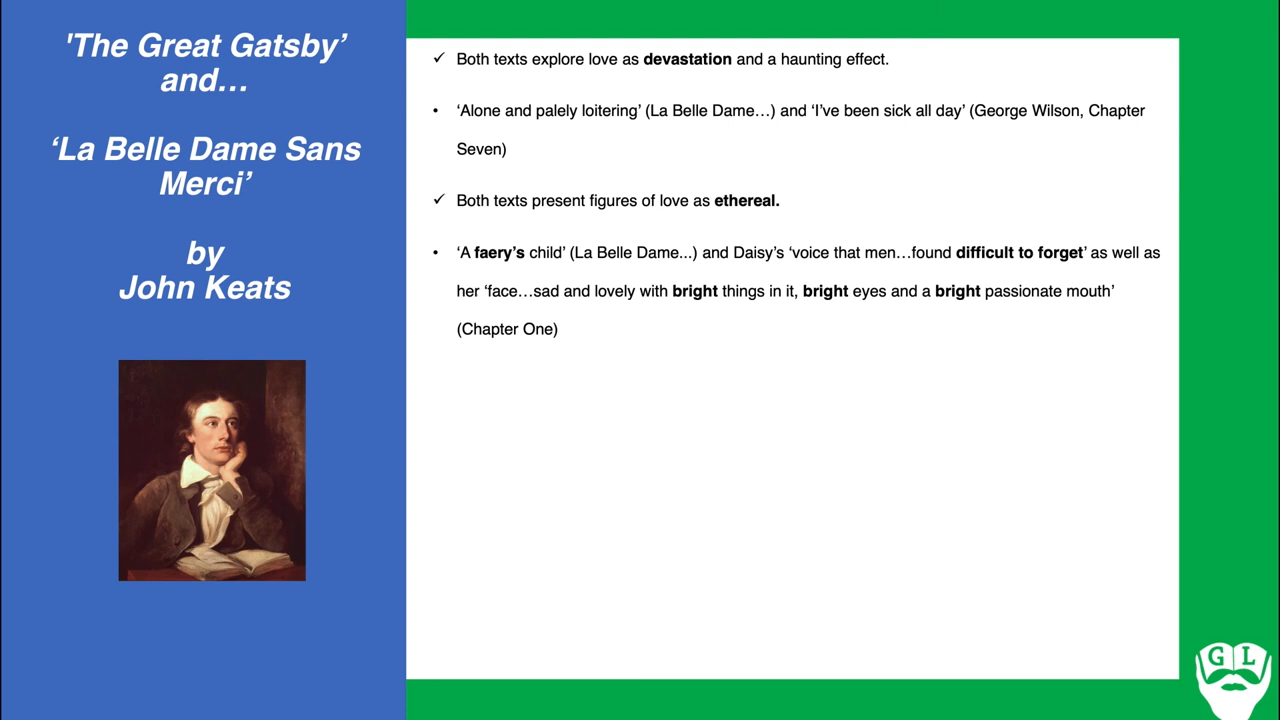 'The Great Gatsby’
and…
‘La Belle Dame Sans
Merci’
by
John Keats
✓ Both texts explore love as devastation and a haunting effect.
• ‘Alone and palely loitering’ (La Belle Dame…) and ‘I’ve been sick all day’ (George Wilson, Chapter
Seven)
✓ Both texts present figures of love as ethereal.
• ‘A faery’s child’ (La Belle Dame...) and Daisy’s ‘voice that men…found difficult to forget’ as well as
her ‘face…sad and lovely with bright things in it, bright eyes and a bright passionate mouth’
(Chapter One)
G L